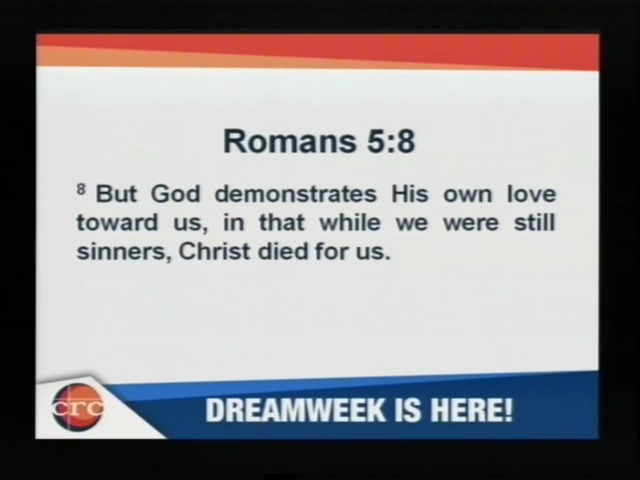 Romans 5:8
8 But God demonstrates His own love
toward us, in that while we were still
sinners, Christ died for us.
crc
DREAMWEEK IS HERE!